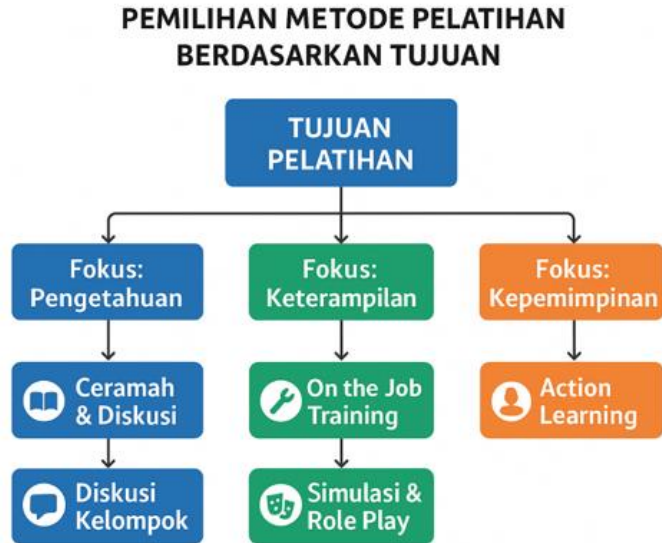 PEMILIHAN METODE PELATIHAN
BERDASARKAN TUJUAN
TUJUAN
PELATIHAN
Fokus:
Pengetahuan
Fokus:
Keterampilan
Fokus:
Kepemimpinan
Ceramah
& Diskusi
On the Job
Training
Action
Learning
Diskusi
Kelompok
Simulasi &
Role Play